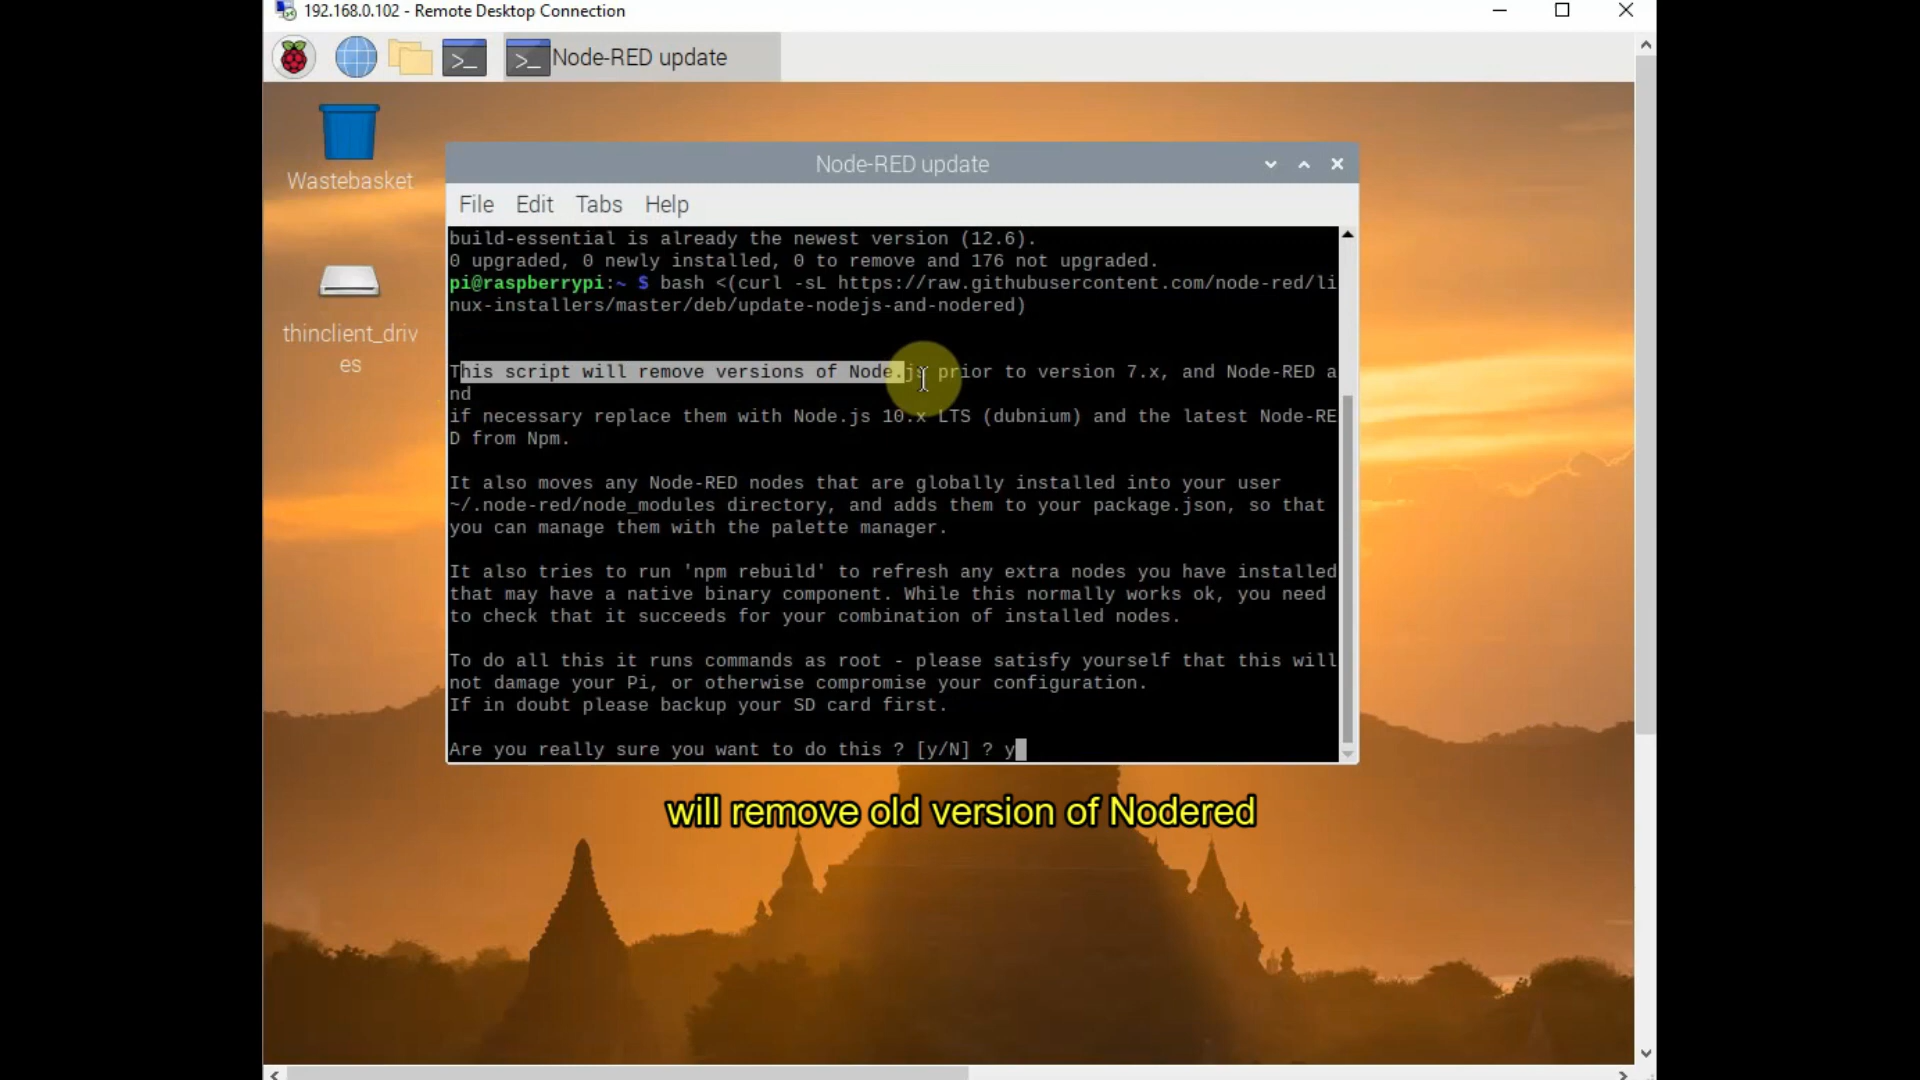 192.168.0.102 - Remote Desktop Connection
Node-RED update
Wastebasket
thinclient_driv
es
Node-RED update
File Edit Tabs Help
build-essential is already the newest version (12.6).
0 upgraded, 0 newly installed, 0 to remove and 176 not upgraded.
pi@raspberrypi:~ $ bash <(curl -sL https://raw.githubusercontent.com/node-red/li
nux-installers/master/deb/update-nodejs-and-nodered)
This script will remove versions of Node.js prior to version 7.x, and Node-RED a
nd
if necessary replace them with Node.js 10.x LTS (dubnium) and the latest Node-RE
D from Npm.
It also moves any Node-RED nodes that are globally installed into your user
~/.node-red/node_modules directory, and adds them to your package.json, so that
you can manage them with the palette manager.
It also tries to run 'npm rebuild' to refresh any extra nodes you have installed
that may have a native binary component. While this normally works ok, you need
to check that it succeeds for your combination of installed nodes.
To do all this it runs commands as root - please satisfy yourself that this will
not damage your Pi, or otherwise compromise your configuration.
If in doubt please backup your SD card first.
Are you really sure you want to do this ? [y/N] ? y
will remove old version of Nodered